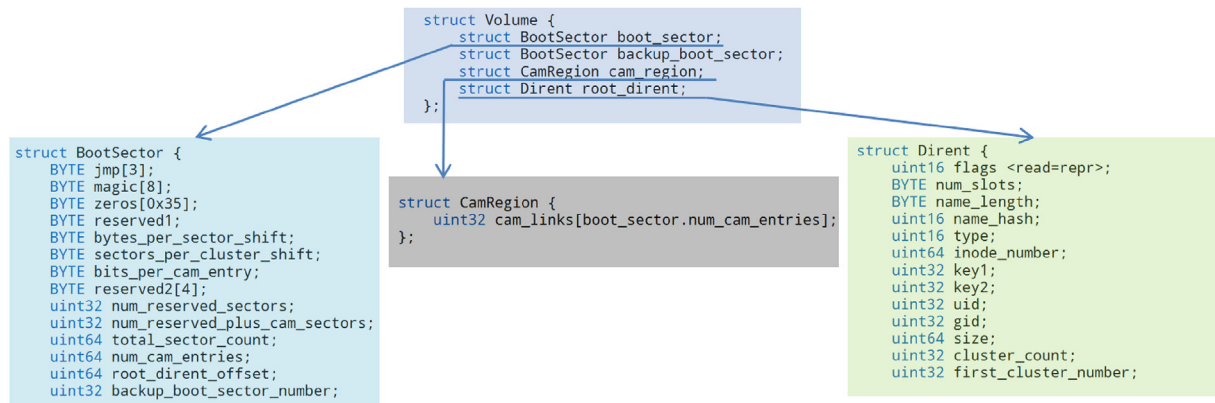 struct Volume {
struct BootSector boot_sector;
struct BootSector backup_boot_sector;
struct CamRegion cam_region;
struct Dirent root_dirent;
};
struct BootSector {
BYTE jmp[3];
BYTE magic[8];
BYTE zeros[0x35];
BYTE reserved1;
BYTE bytes_per_sector_shift;
BYTE sectors_per_cluster_shift;
BYTE bits_per_cam_entry;
BYTE reserved2[4];
uint32 num_reserved_sectors;
uint32 num_reserved_plus_cam_sectors;
uint64 total_sector_count;
uint64 num_cam_entries;
uint64 root_dirent_offset;
uint32 backup_boot_sector_number;
struct CamRegion {
uint32 cam_links[boot_sector.num_cam_entries];
};
struct Dirent {
uint16 flags <read=repr>;
BYTE num_slots;
BYTE name_length;
uint16 name_hash;
uint16 type;
uint64 inode_number;
uint32 key1;
uint32 key2;
uint32 uid;
uint32 gid;
uint64 size;
uint32 cluster_count;
uint32 first_cluster_number;